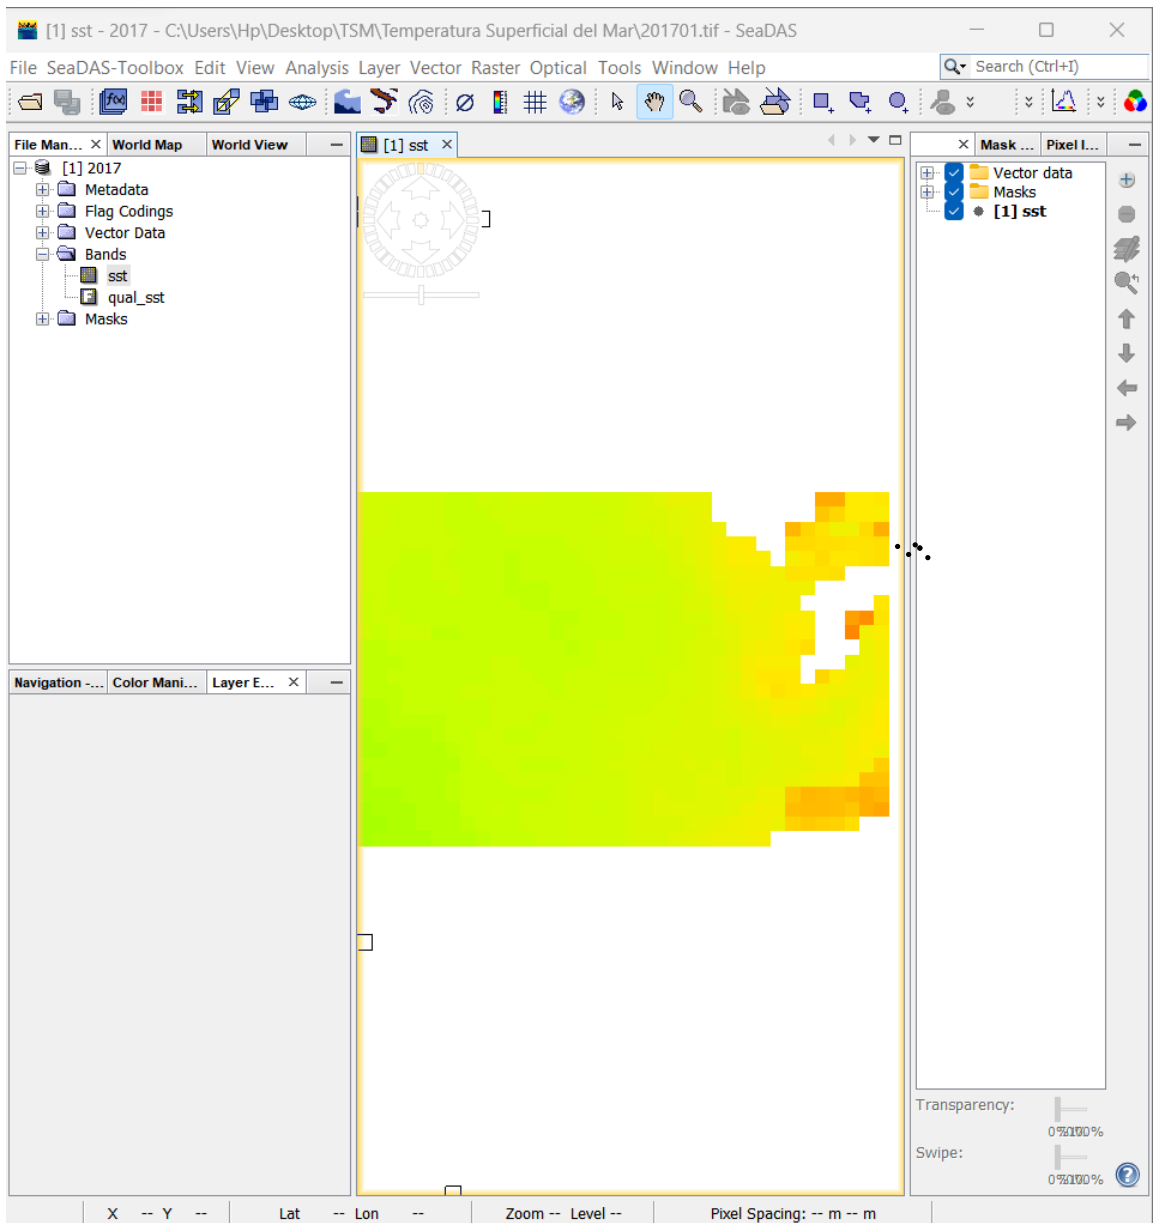 [1] sst - 2017 - C:\Users\Hp\Desktop\TSM\Temperatura Superficial del Mar\201701.tif - SeaDAS
File SeaDAS-Toolbox Edit View Analysis Layer Vector Raster Optical Tools Window Help
Search (Ctrl+I)
f(x)
File Man... World Map World View
[1] sst
Mask ... Pixel I...
[1] 2017
Metadata
Flag Codings
Vector Data
Bands
sst
qual_sst
Masks
Vector data
Masks
[1] sst
Navigation -... Color Mani... Layer E...
Transparency:
Swipe:
X -- Y -- Lat -- Lon -- Zoom -- Level -- Pixel Spacing: -- m -- m